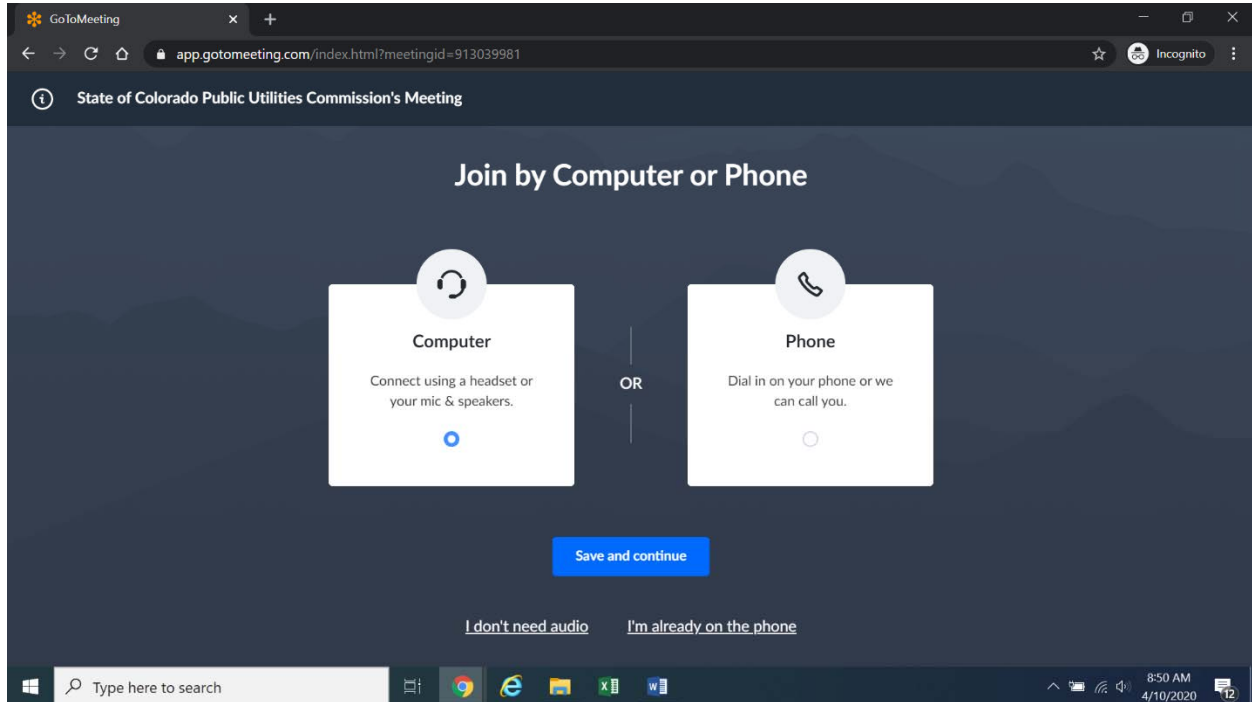 GoToMeeting
app.gotomeeting.com/index.html?meetingid=913039981
Incognito
State of Colorado Public Utilities Commission's Meeting
Join by Computer or Phone
Computer
Connect using a headset or
your mic & speakers.
OR
Phone
Dial in on your phone or we
can call you.
Save and continue
I don't need audio
I'm already on the phone
Type here to search
8:50 AM
4/10/2020
12